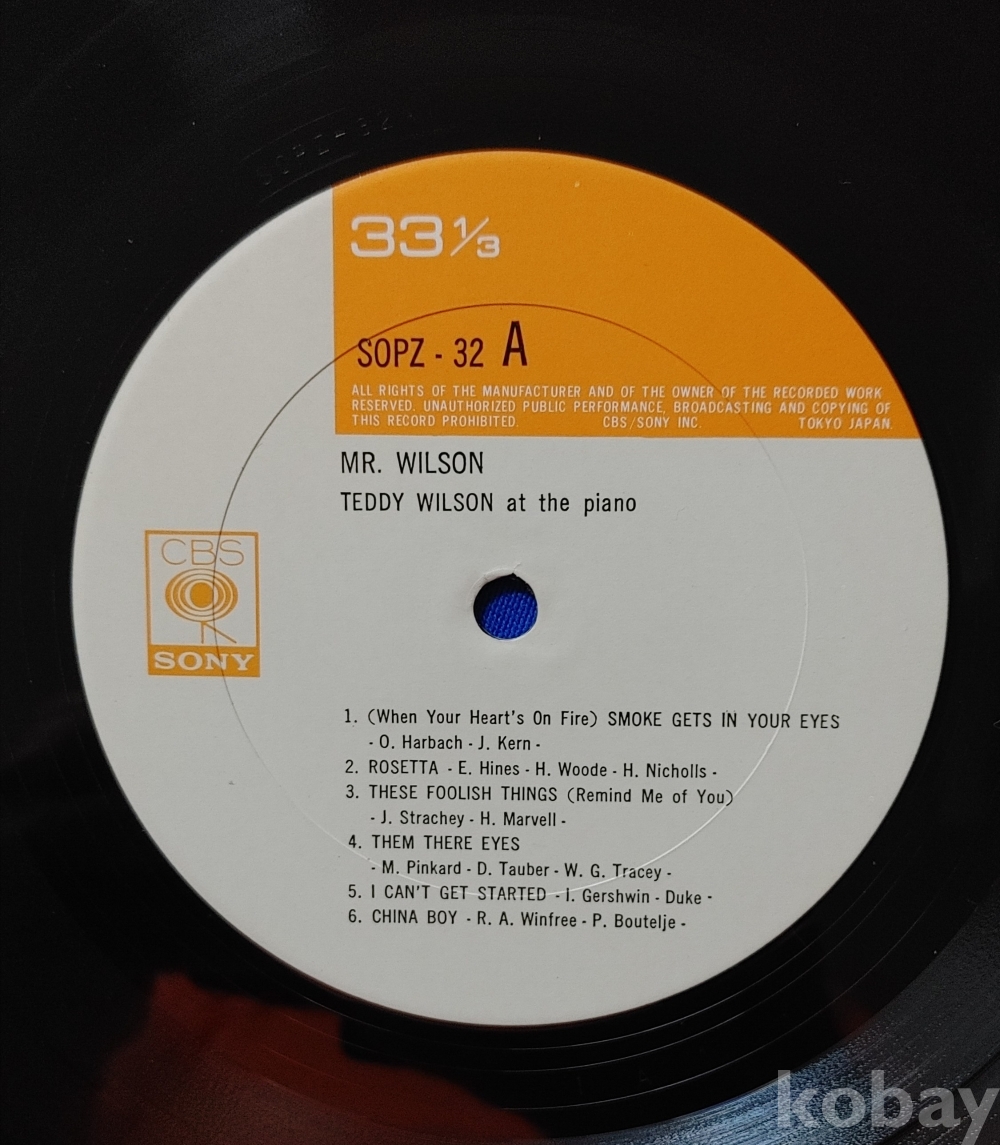 33 1/3
SOPZ - 32 A
ALL RIGHTS OF THE MANUFACTURER AND OF THE OWNER OF THE RECORDED WORK
RESERVED. UNAUTHORIZED PUBLIC PERFORMANCE, BROADCASTING AND COPYING OF
THIS RECORD PROHIBITED. CBS/SONY INC. TOKYO JAPAN.
MR. WILSON
TEDDY WILSON at the piano
CBS
SONY
1. (When Your Heart's On Fire) SMOKE GETS IN YOUR EYES
- O. Harbach - J. Kern -
2. ROSETTA - E. Hines - H. Woode - H. Nicholls -
3. THESE FOOLISH THINGS (Remind Me of You)
- J. Strachey - H. Marvell -
4. THEM THERE EYES
- M. Pinkard - D. Tauber - W. G. Tracey -
5. I CAN'T GET STARTED - I. Gershwin - Duke -
6. CHINA BOY - R. A. Winfree - P. Boutelje -
kobay